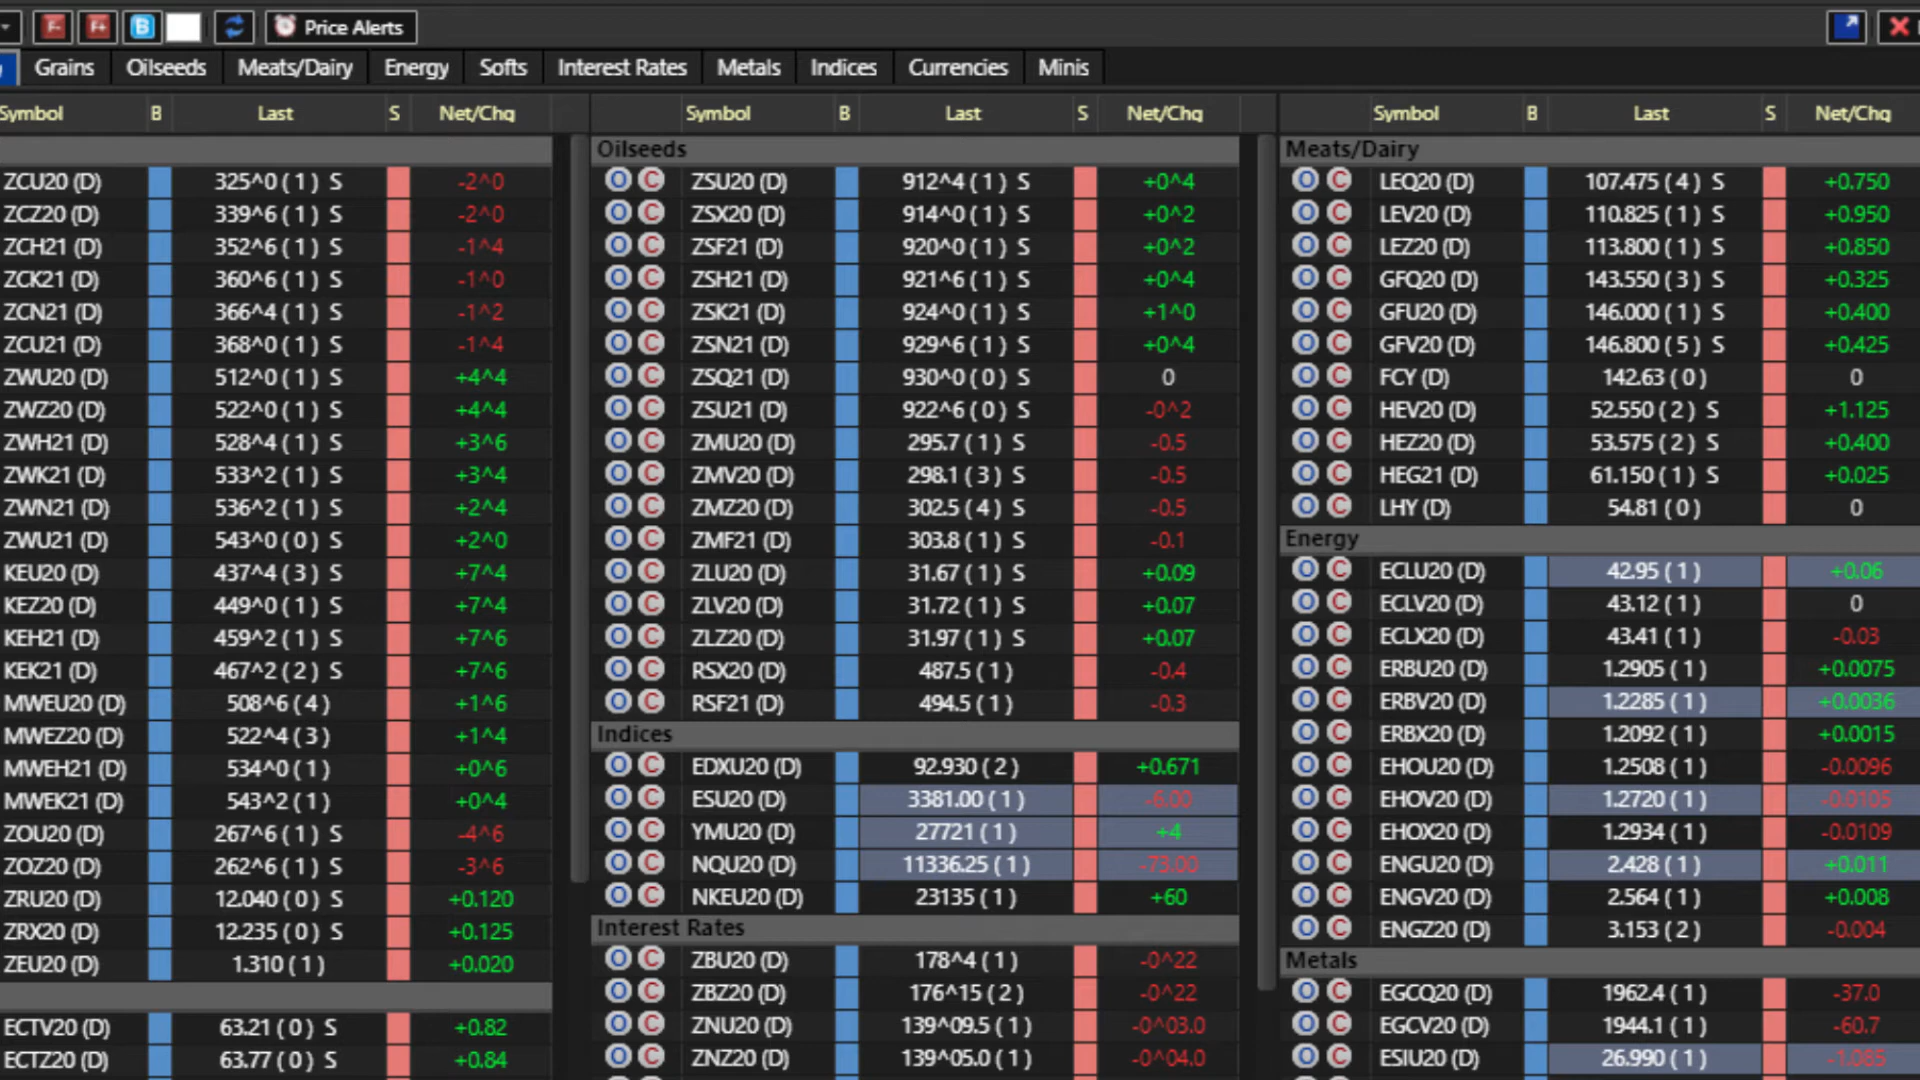 Price Alerts
Grains Oilseeds Meats/Dairy Energy Softs Interest Rates Metals Indices Currencies Minis
Symbol B Last S Net/Chg
ZCU20 (D) 325^0 ( 1 ) S -2^0
ZCZ20 (D) 339^6 ( 1 ) S -2^0
ZCH21 (D) 352^6 ( 1 ) S -1^4
ZCK21 (D) 360^6 ( 1 ) S -1^0
ZCN21 (D) 366^4 ( 1 ) S -1^2
ZCU21 (D) 368^0 ( 1 ) S -1^4
ZWU20 (D) 512^0 ( 1 ) S +4^4
ZWZ20 (D) 522^0 ( 1 ) S +4^4
ZWH21 (D) 528^4 ( 1 ) S +3^6
ZWK21 (D) 533^2 ( 1 ) S +3^4
ZWN21 (D) 536^2 ( 1 ) S +2^4
ZWU21 (D) 543^0 ( 0 ) S +2^0
KEU20 (D) 437^4 ( 3 ) S +7^4
KEZ20 (D) 449^0 ( 1 ) S +7^4
KEH21 (D) 459^2 ( 1 ) S +7^6
KEK21 (D) 467^2 ( 2 ) S +7^6
MWEU20 (D) 508^6 ( 4 ) +1^6
MWEZ20 (D) 522^4 ( 3 ) +1^4
MWEH21 (D) 534^0 ( 1 ) +0^6
MWEK21 (D) 543^2 ( 1 ) +0^4
ZOU20 (D) 267^6 ( 1 ) S -4^6
ZOZ20 (D) 262^6 ( 1 ) S -3^6
ZRU20 (D) 12.040 ( 0 ) S +0.120
ZRX20 (D) 12.235 ( 0 ) S +0.125
ZEU20 (D) 1.310 ( 1 ) +0.020
ECTV20 (D) 63.21 ( 0 ) S +0.82
ECTZ20 (D) 63.77 ( 0 ) S +0.84
Symbol B Last S Net/Chg
Oilseeds
O C ZSU20 (D) 912^4 ( 1 ) S +0^4
O C ZSX20 (D) 914^0 ( 1 ) S +0^2
O C ZSF21 (D) 920^0 ( 1 ) S +0^2
O C ZSH21 (D) 921^6 ( 1 ) S +0^4
O C ZSK21 (D) 924^0 ( 1 ) S +1^0
O C ZSN21 (D) 929^6 ( 1 ) S +0^4
O C ZSQ21 (D) 930^0 ( 0 ) S 0
O C ZSU21 (D) 922^6 ( 0 ) S -0^2
O C ZMU20 (D) 295.7 ( 1 ) S -0.5
O C ZMV20 (D) 298.1 ( 3 ) S -0.5
O C ZMZ20 (D) 302.5 ( 4 ) S -0.5
O C ZMF21 (D) 303.8 ( 1 ) S -0.1
O C ZLU20 (D) 31.67 ( 1 ) S +0.09
O C ZLV20 (D) 31.72 ( 1 ) S +0.07
O C ZLZ20 (D) 31.97 ( 1 ) S +0.07
O C RSX20 (D) 487.5 ( 1 ) -0.4
O C RSF21 (D) 494.5 ( 1 ) -0.3
Indices
O C EDXU20 (D) 92.930 ( 2 ) +0.671
O C ESU20 (D) 3381.00 ( 1 ) -6.00
O C YMU20 (D) 27721 ( 1 ) +4
O C NQU20 (D) 11336.25 ( 1 ) -73.00
O C NKEU20 (D) 23135 ( 1 ) +60
Interest Rates
O C ZBU20 (D) 178^4 ( 1 ) -0^22
O C ZBZ20 (D) 176^15 ( 2 ) -0^22
O C ZNU20 (D) 139^09.5 ( 1 ) -0^03.0
O C ZNZ20 (D) 139^05.0 ( 1 ) -0^04.0
Symbol B Last S Net/Chg
Meats/Dairy
O C LEQ20 (D) 107.475 ( 4 ) S +0.750
O C LEV20 (D) 110.825 ( 1 ) S +0.950
O C LEZ20 (D) 113.800 ( 1 ) S +0.850
O C GFQ20 (D) 143.550 ( 3 ) S +0.325
O C GFU20 (D) 146.000 ( 1 ) S +0.400
O C GFV20 (D) 146.800 ( 5 ) S +0.425
O C FCY (D) 142.63 ( 0 ) 0
O C HEV20 (D) 52.550 ( 2 ) S +1.125
O C HEZ20 (D) 53.575 ( 2 ) S +0.400
O C HEG21 (D) 61.150 ( 1 ) S +0.025
O C LHY (D) 54.81 ( 0 ) 0
Energy
O C ECLU20 (D) 42.95 ( 1 ) +0.06
O C ECLV20 (D) 43.12 ( 1 ) 0
O C ECLX20 (D) 43.41 ( 1 ) -0.03
O C ERBU20 (D) 1.2905 ( 1 ) +0.0075
O C ERBV20 (D) 1.2285 ( 1 ) +0.0036
O C ERBX20 (D) 1.2092 ( 1 ) +0.0015
O C EHOU20 (D) 1.2508 ( 1 ) -0.0096
O C EHOV20 (D) 1.2720 ( 1 ) -0.0105
O C EHOX20 (D) 1.2934 ( 1 ) -0.0109
O C ENGU20 (D) 2.428 ( 1 ) +0.011
O C ENGV20 (D) 2.564 ( 1 ) +0.008
O C ENGZ20 (D) 3.153 ( 2 ) -0.004
Metals
O C EGCQ20 (D) 1962.4 ( 1 ) -37.0
O C EGCV20 (D) 1944.1 ( 1 ) -60.7
O C ESIU20 (D) 26.990 ( 1 ) -1.085